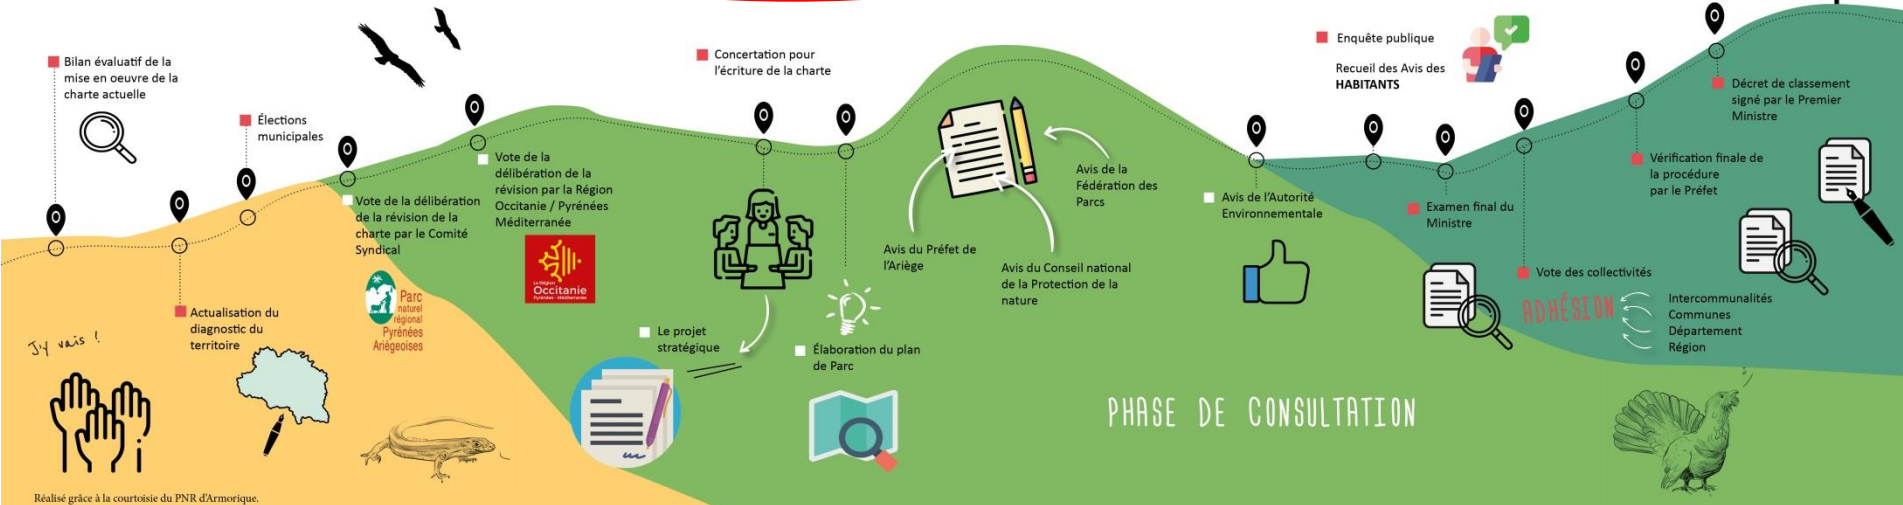 Bilan évaluatif de la
mise en oeuvre de la
charte actuelle
Élections
municipales
Actualisation du
diagnostic du
territoire
J'y vais !
Vote de la délibération
de la révision de la
charte par le Comité
Syndical
Parc
naturel
régional
Pyrénées
Ariégeoises
Vote de la
délibération de la
révision par la Région
Occitanie / Pyrénées
Méditerranée
La Région
Occitanie
Pyrénées - Méditerranée
Concertation pour
l'écriture de la charte
Le projet
stratégique
Élaboration du plan
de Parc
Avis du Préfet de
l'Ariège
Avis du Conseil national
de la Protection de la
nature
Avis de la
Fédération des
Parcs
Avis de l'Autorité
Environnementale
Enquête publique
Recueil des Avis des
HABITANTS
Examen final du
Ministre
Vote des collectivités
ADHÉSION
Intercommunalités
Communes
Département
Région
Vérification finale de
la procédure
par le Préfet
Décret de classement
signé par le Premier
Ministre
PHASE DE CONSULTATION
Réalisé grâce à la courtoisie du PNR d'Armorique.